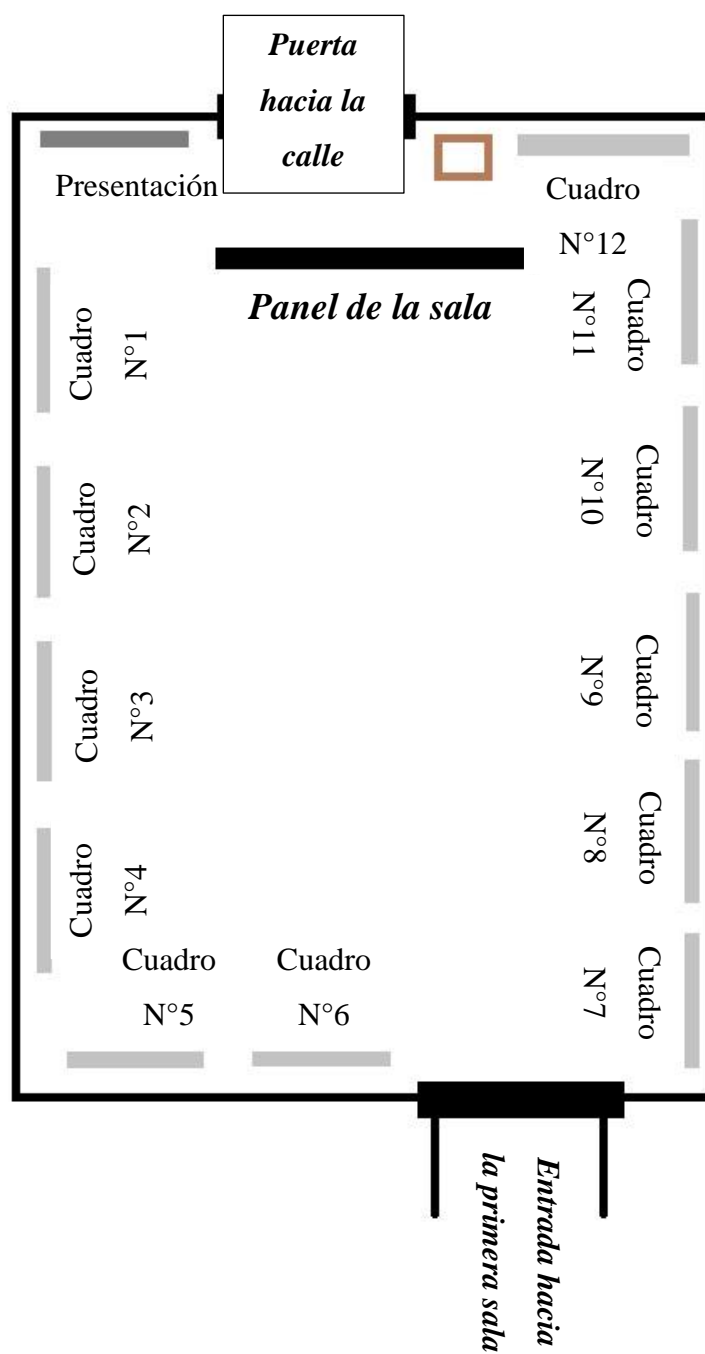 Puerta
hacia la
calle
Presentación
Cuadro
N°12
Panel de la sala
Cuadro
N°1
Cuadro
N°11
Cuadro
N°2
Cuadro
N°10
Cuadro
N°3
Cuadro
N°9
Cuadro
N°4
Cuadro
N°8
Cuadro
N°5
Cuadro
N°6
Cuadro
N°7
Entrada hacia
la primera sala